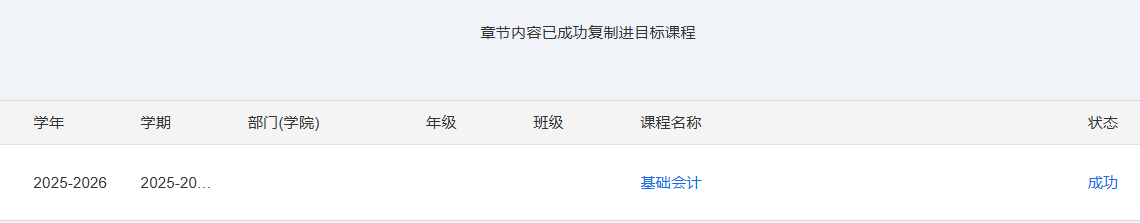 章节内容已成功复制进目标课程
学年 学期 部门(学院) 年级 班级 课程名称 状态
2025-2026 2025-20... 基础会计 成功